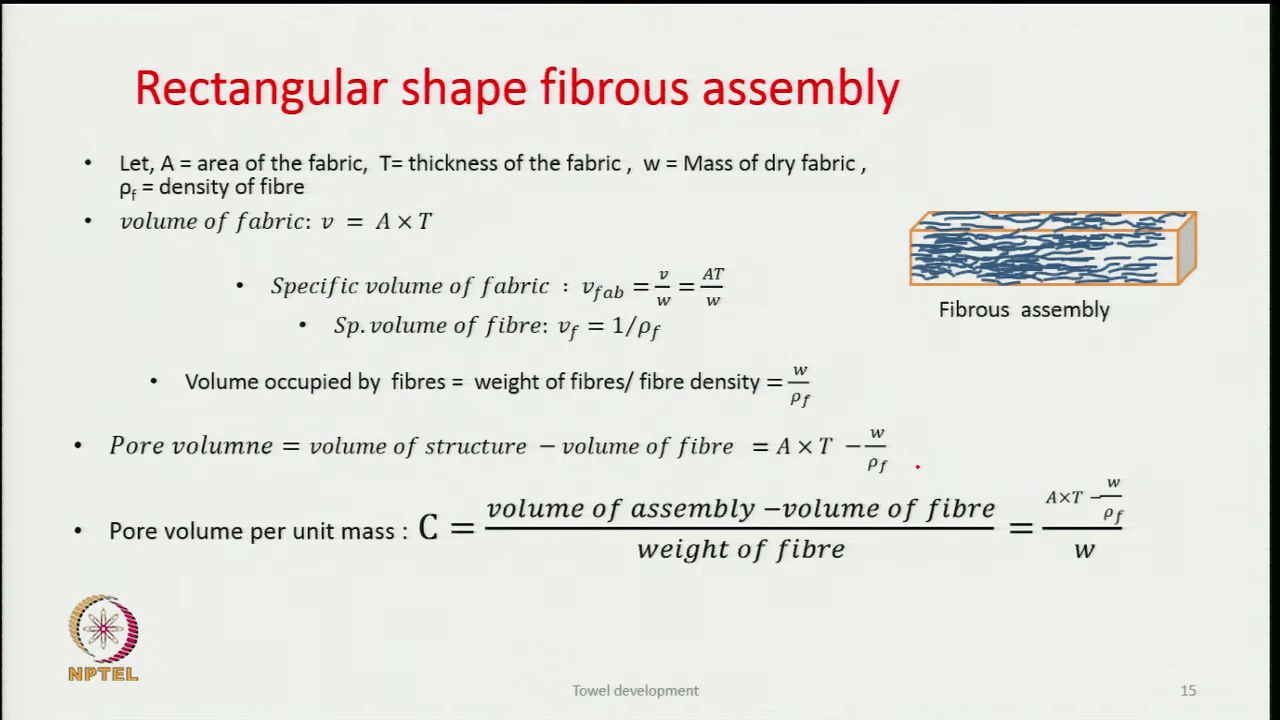 Rectangular shape fibrous assembly
• Let, A = area of the fabric, T= thickness of the fabric , w = Mass of dry fabric ,
ρf = density of fibre
• volume of fabric: v = A × T
• Specific volume of fabric : vfab = v/w = AT/w
• Sp. volume of fibre: vf = 1/ρf
Fibrous assembly
• Volume occupied by fibres = weight of fibres/ fibre density = w/ρf
• Pore volumne = volume of structure − volume of fibre = A × T − w/ρf
• Pore volume per unit mass : C = (volume of assembly −volume of fibre)/(weight of fibre) = (A×T − w/ρf)/w
NPTEL
Towel development
15